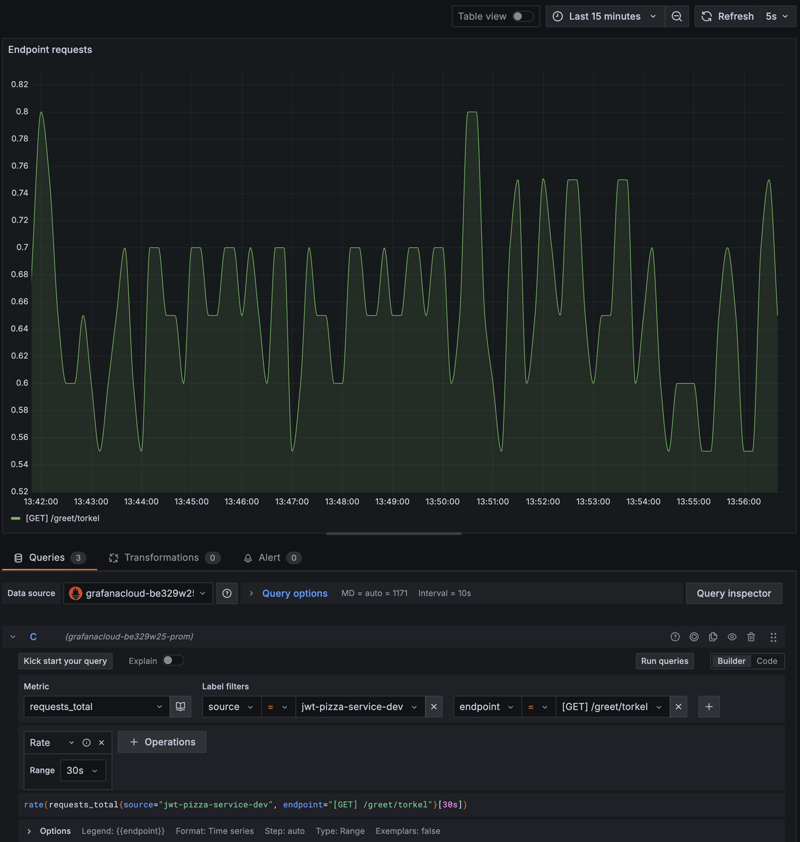 Table view Last 15 minutes Refresh 5s
Endpoint requests
0.82
0.8
0.78
0.76
0.74
0.72
0.7
0.68
0.66
0.64
0.62
0.6
0.58
0.56
0.54
0.52
13:42:00 13:43:00 13:44:00 13:45:00 13:46:00 13:47:00 13:48:00 13:49:00 13:50:00 13:51:00 13:52:00 13:53:00 13:54:00 13:55:00 13:56:00
[GET] /greet/torkel
Queries 3 Transformations 0 Alert 0
Data source grafanacloud-be329w25 Query options MD = auto = 1171 Interval = 10s Query inspector
C (grafanacloud-be329w25-prom)
Kick start your query Explain Run queries Builder Code
Metric Label filters
requests_total source = jwt-pizza-service-dev endpoint = [GET] /greet/torkel
Rate + Operations
Range 30s
rate(requests_total{source="jwt-pizza-service-dev", endpoint="[GET] /greet/torkel"}[30s])
Options Legend: {{endpoint}} Format: Time series Step: auto Type: Range Exemplars: false